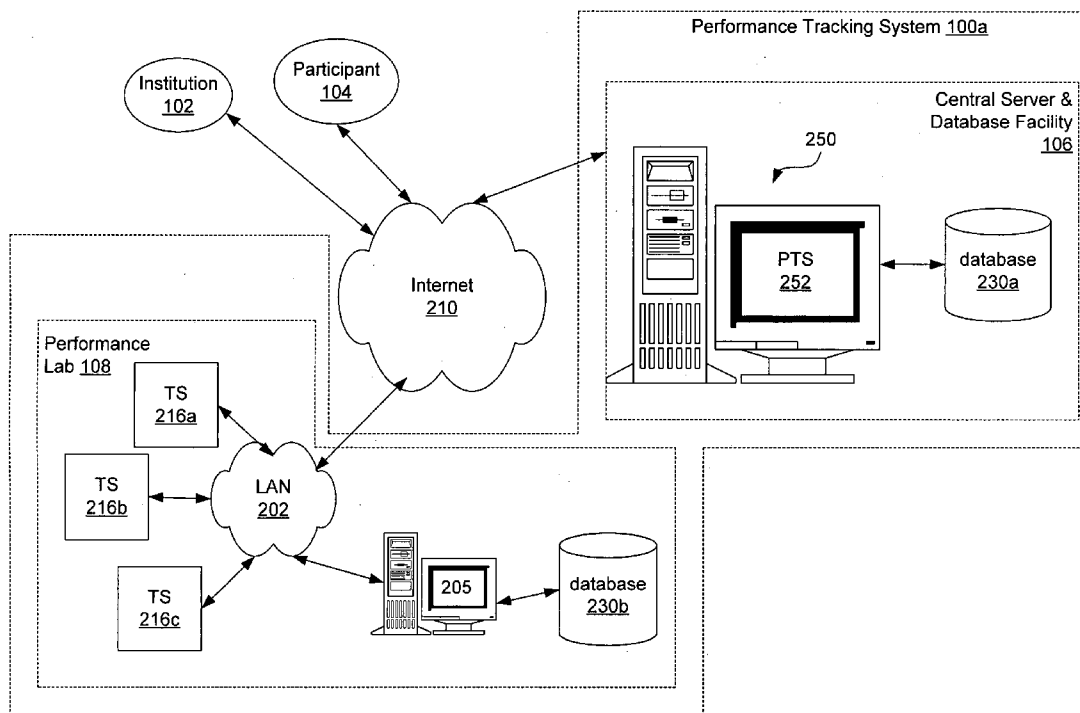 Performance Tracking System 100a
Institution
102
Participant
104
Central Server &
Database Facility
106
250
PTS
252
database
230a
Internet
210
Performance
Lab 108
TS
216a
TS
216b
LAN
202
TS
216c
205
database
230b